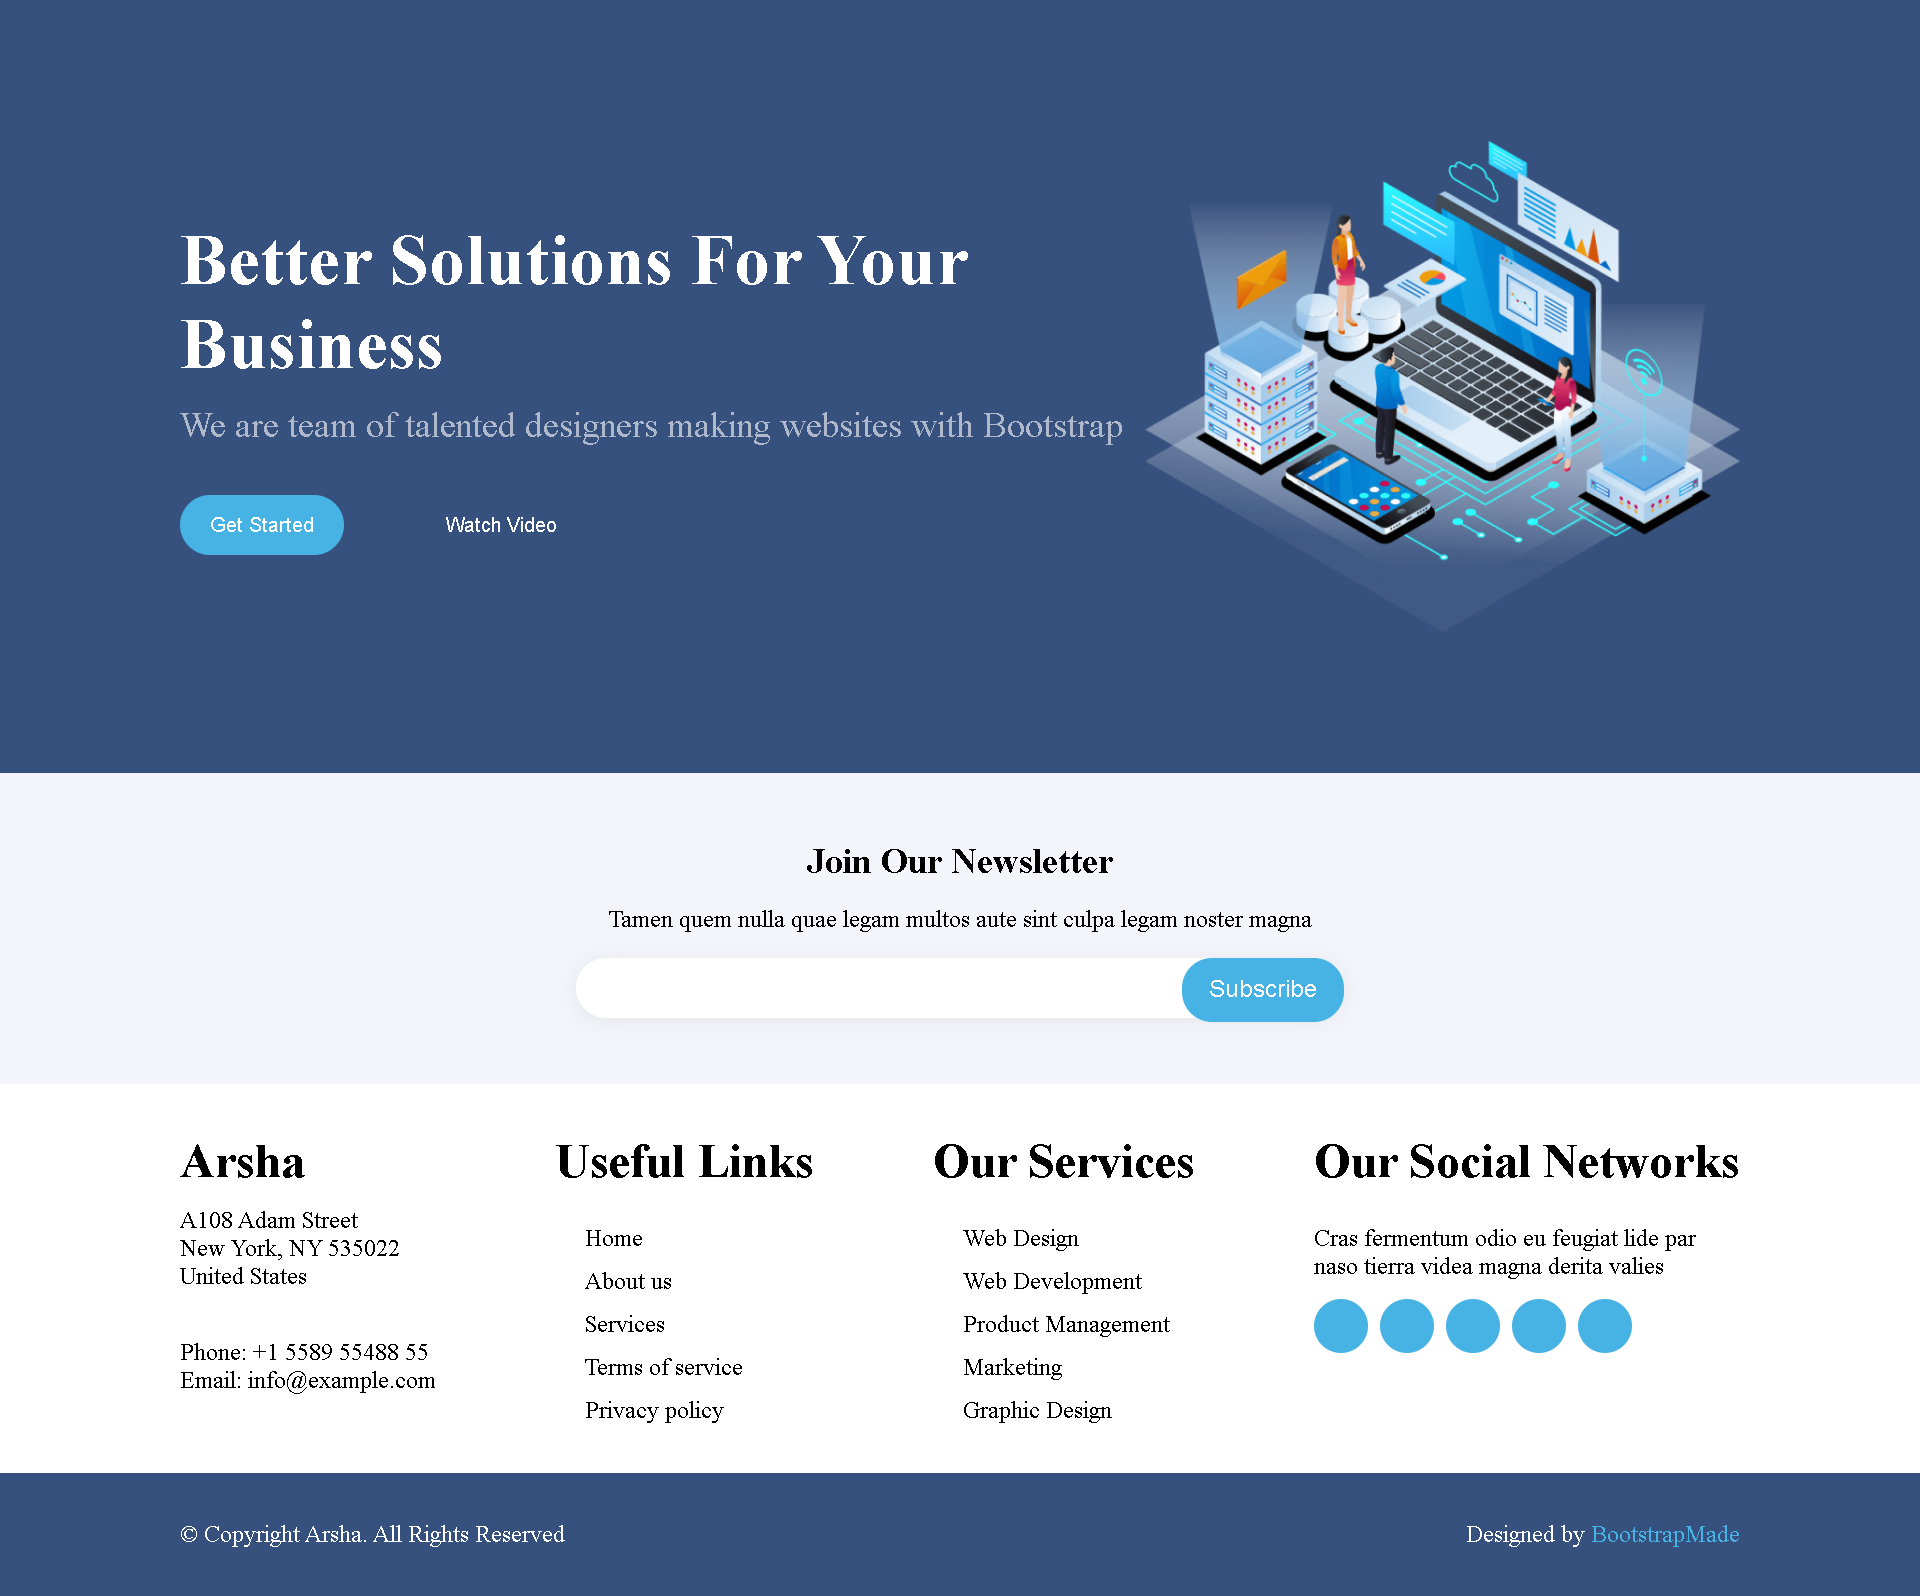 Better Solutions For Your
Business
We are team of talented designers making websites with Bootstrap
Get Started
Watch Video
Join Our Newsletter
Tamen quem nulla quae legam multos aute sint culpa legam noster magna
Subscribe
Arsha
A108 Adam Street
New York, NY 535022
United States
Phone: +1 5589 55488 55
Email: info@example.com
Useful Links
Home
About us
Services
Terms of service
Privacy policy
Our Services
Web Design
Web Development
Product Management
Marketing
Graphic Design
Our Social Networks
Cras fermentum odio eu feugiat lide par
naso tierra videa magna derita valies
© Copyright Arsha. All Rights Reserved
Designed by BootstrapMade